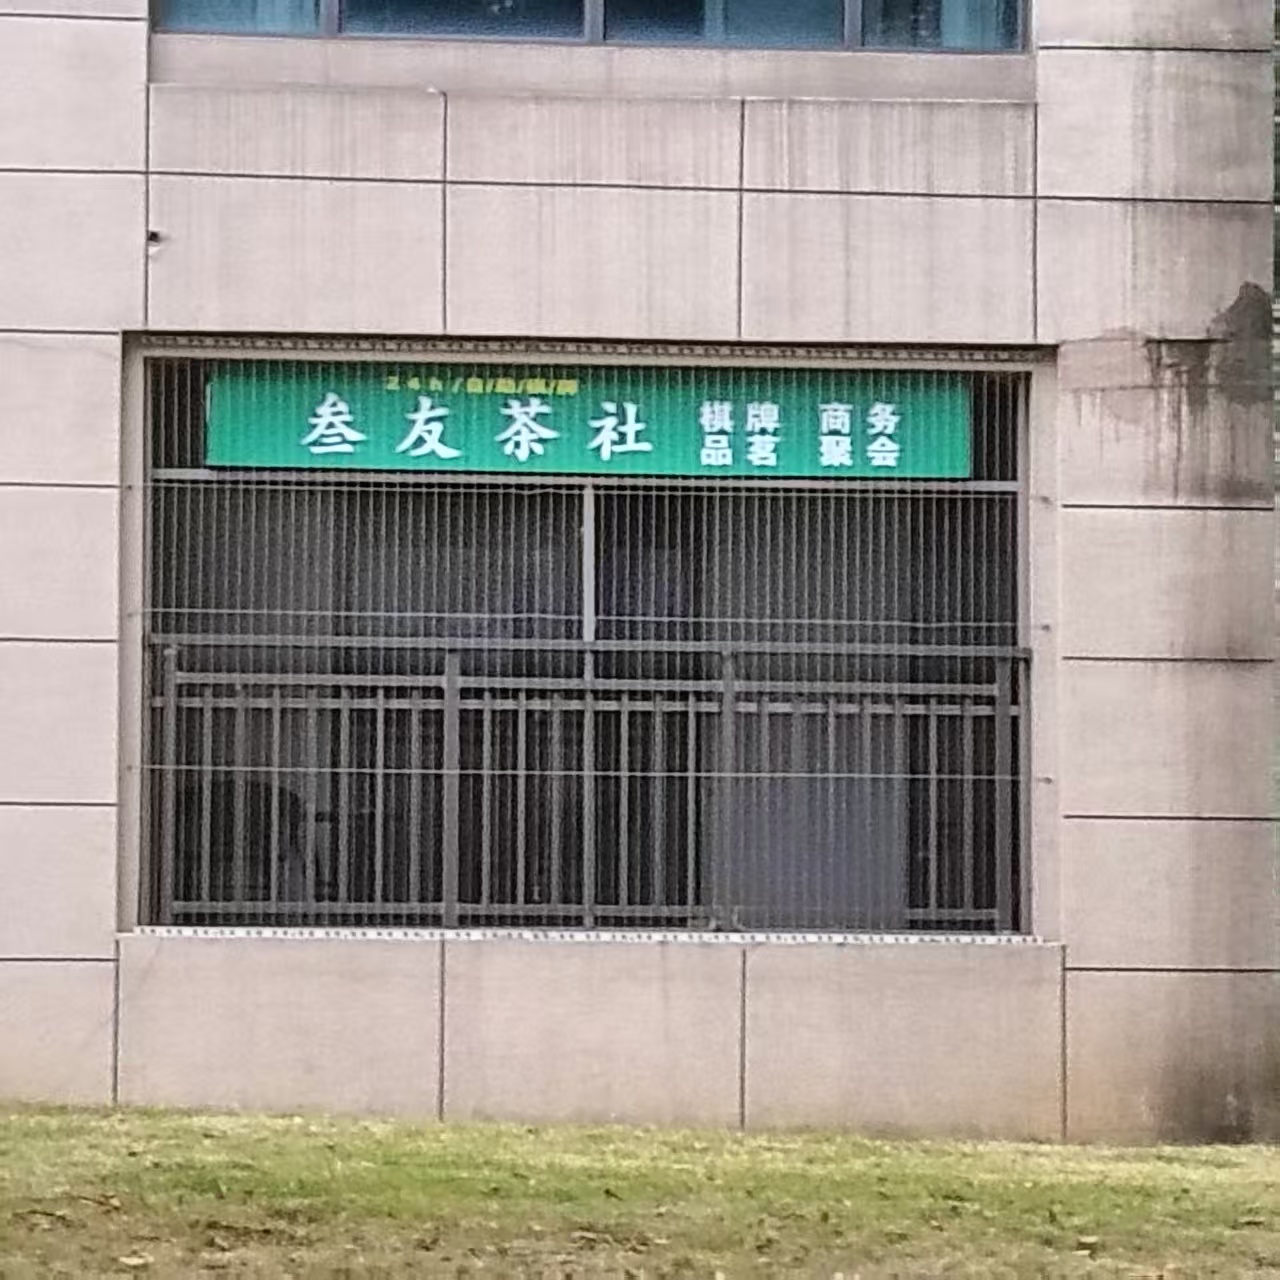 24h/自助/棋/牌
叁友茶社
棋牌 商务
品茗 聚会